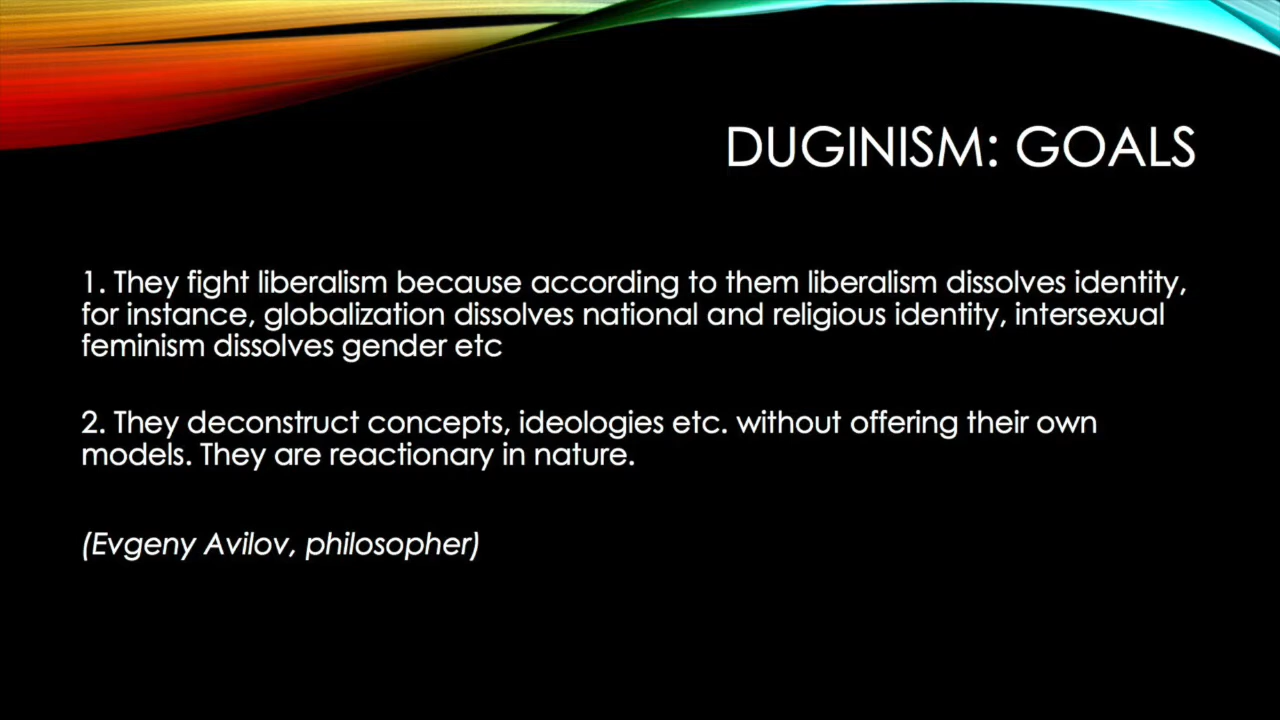 DUGINISM: GOALS
1. They fight liberalism because according to them liberalism dissolves identity,
for instance, globalization dissolves national and religious identity, intersexual
feminism dissolves gender etc
2. They deconstruct concepts, ideologies etc. without offering their own
models. They are reactionary in nature.
(Evgeny Avilov, philosopher)